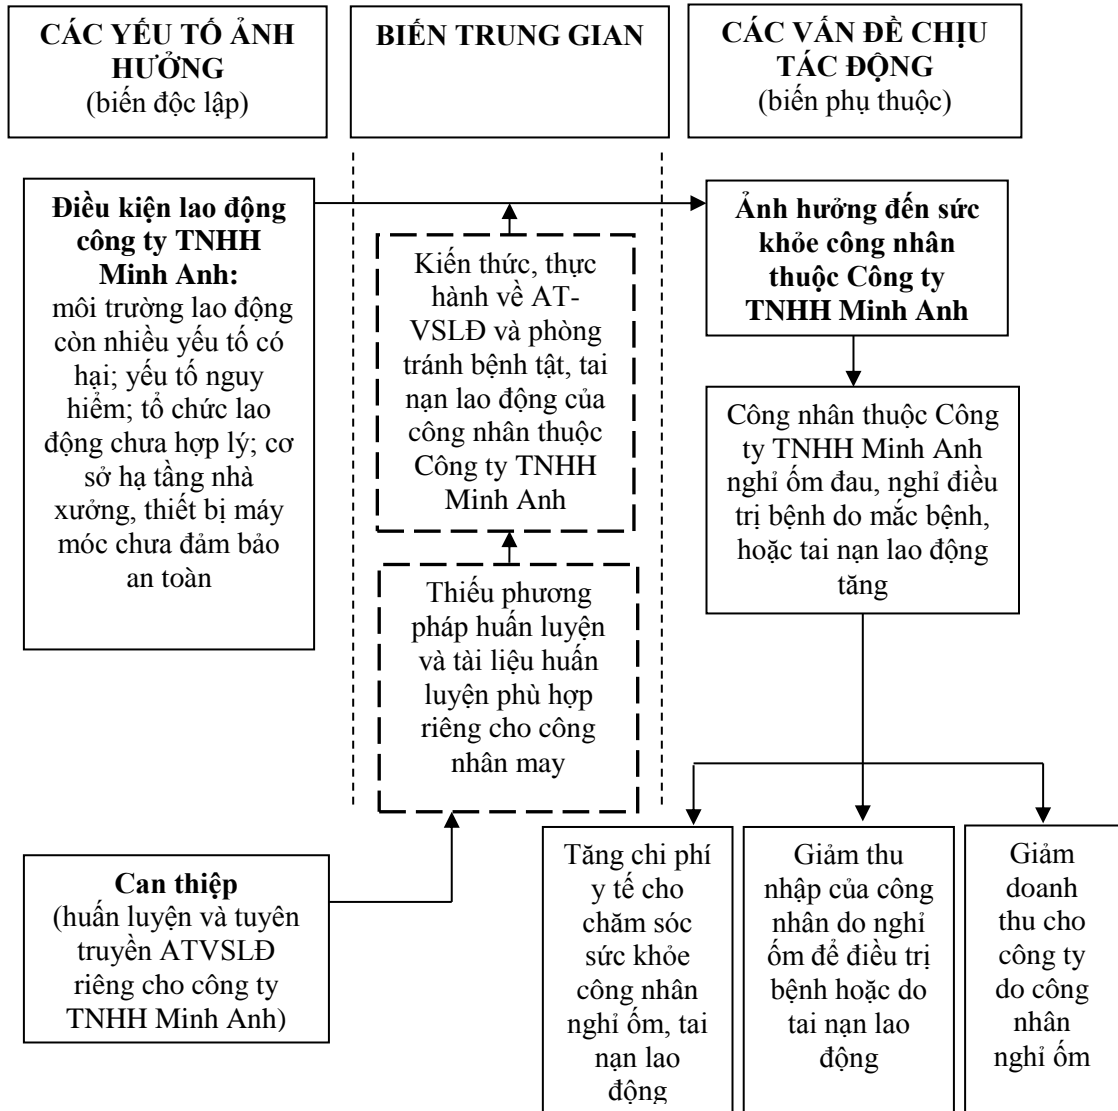 CÁC YẾU TỐ ẢNH
HƯỞNG
(biến độc lập)
BIẾN TRUNG GIAN
CÁC VẤN ĐỀ CHỊU
TÁC ĐỘNG
(biến phụ thuộc)
Điều kiện lao động
công ty TNHH
Minh Anh:
môi trường lao động
còn nhiều yếu tố có
hại; yếu tố nguy
hiểm; tổ chức lao
động chưa hợp lý; cơ
sở hạ tầng nhà
xưởng, thiết bị máy
móc chưa đảm bảo
an toàn
Kiến thức, thực
hành về AT-
VSLĐ và phòng
tránh bệnh tật, tai
nạn lao động của
công nhân thuộc
Công ty TNHH
Minh Anh
Thiếu phương
pháp huấn luyện
và tài liệu huấn
luyện phù hợp
riêng cho công
nhân may
Ảnh hưởng đến sức
khỏe công nhân
thuộc Công ty
TNHH Minh Anh
Công nhân thuộc Công
ty TNHH Minh Anh
nghỉ ốm đau, nghỉ điều
trị bệnh do mắc bệnh,
hoặc tai nạn lao động
tăng
Can thiệp
(huấn luyện và tuyên
truyền ATVSLĐ
riêng cho công ty
TNHH Minh Anh)
Tăng chi phí
y tế cho
chăm sóc
sức khỏe
công nhân
nghỉ ốm, tai
nạn lao
động
Giảm thu
nhập của công
nhân do nghỉ
ốm để điều trị
bệnh hoặc do
tai nạn lao
động
Giảm
doanh
thu cho
công ty
do công
nhân
nghỉ ốm